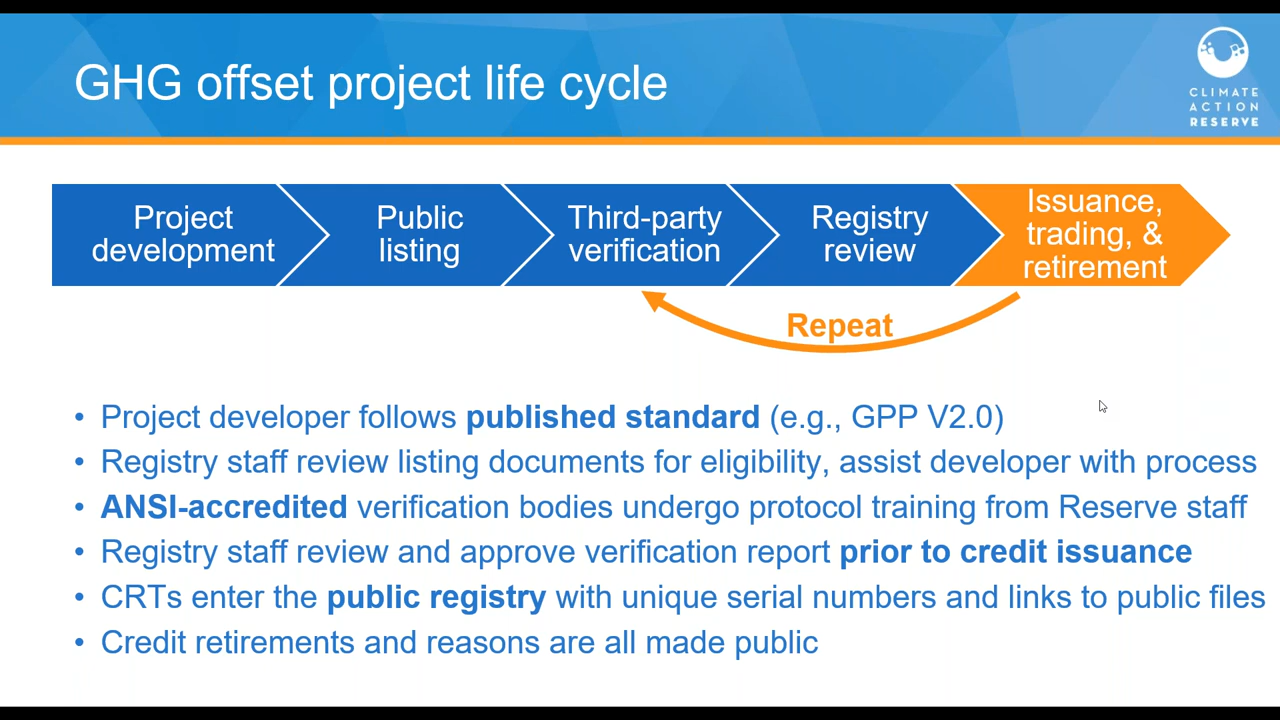 GHG offset project life cycle
CLIMATE
ACTION
RESERVE
Project
development
Public
listing
Third-party
verification
Registry
review
Issuance,
trading, &
retirement
Repeat
• Project developer follows published standard (e.g., GPP V2.0)
• Registry staff review listing documents for eligibility, assist developer with process
• ANSI-accredited verification bodies undergo protocol training from Reserve staff
• Registry staff review and approve verification report prior to credit issuance
• CRTs enter the public registry with unique serial numbers and links to public files
• Credit retirements and reasons are all made public